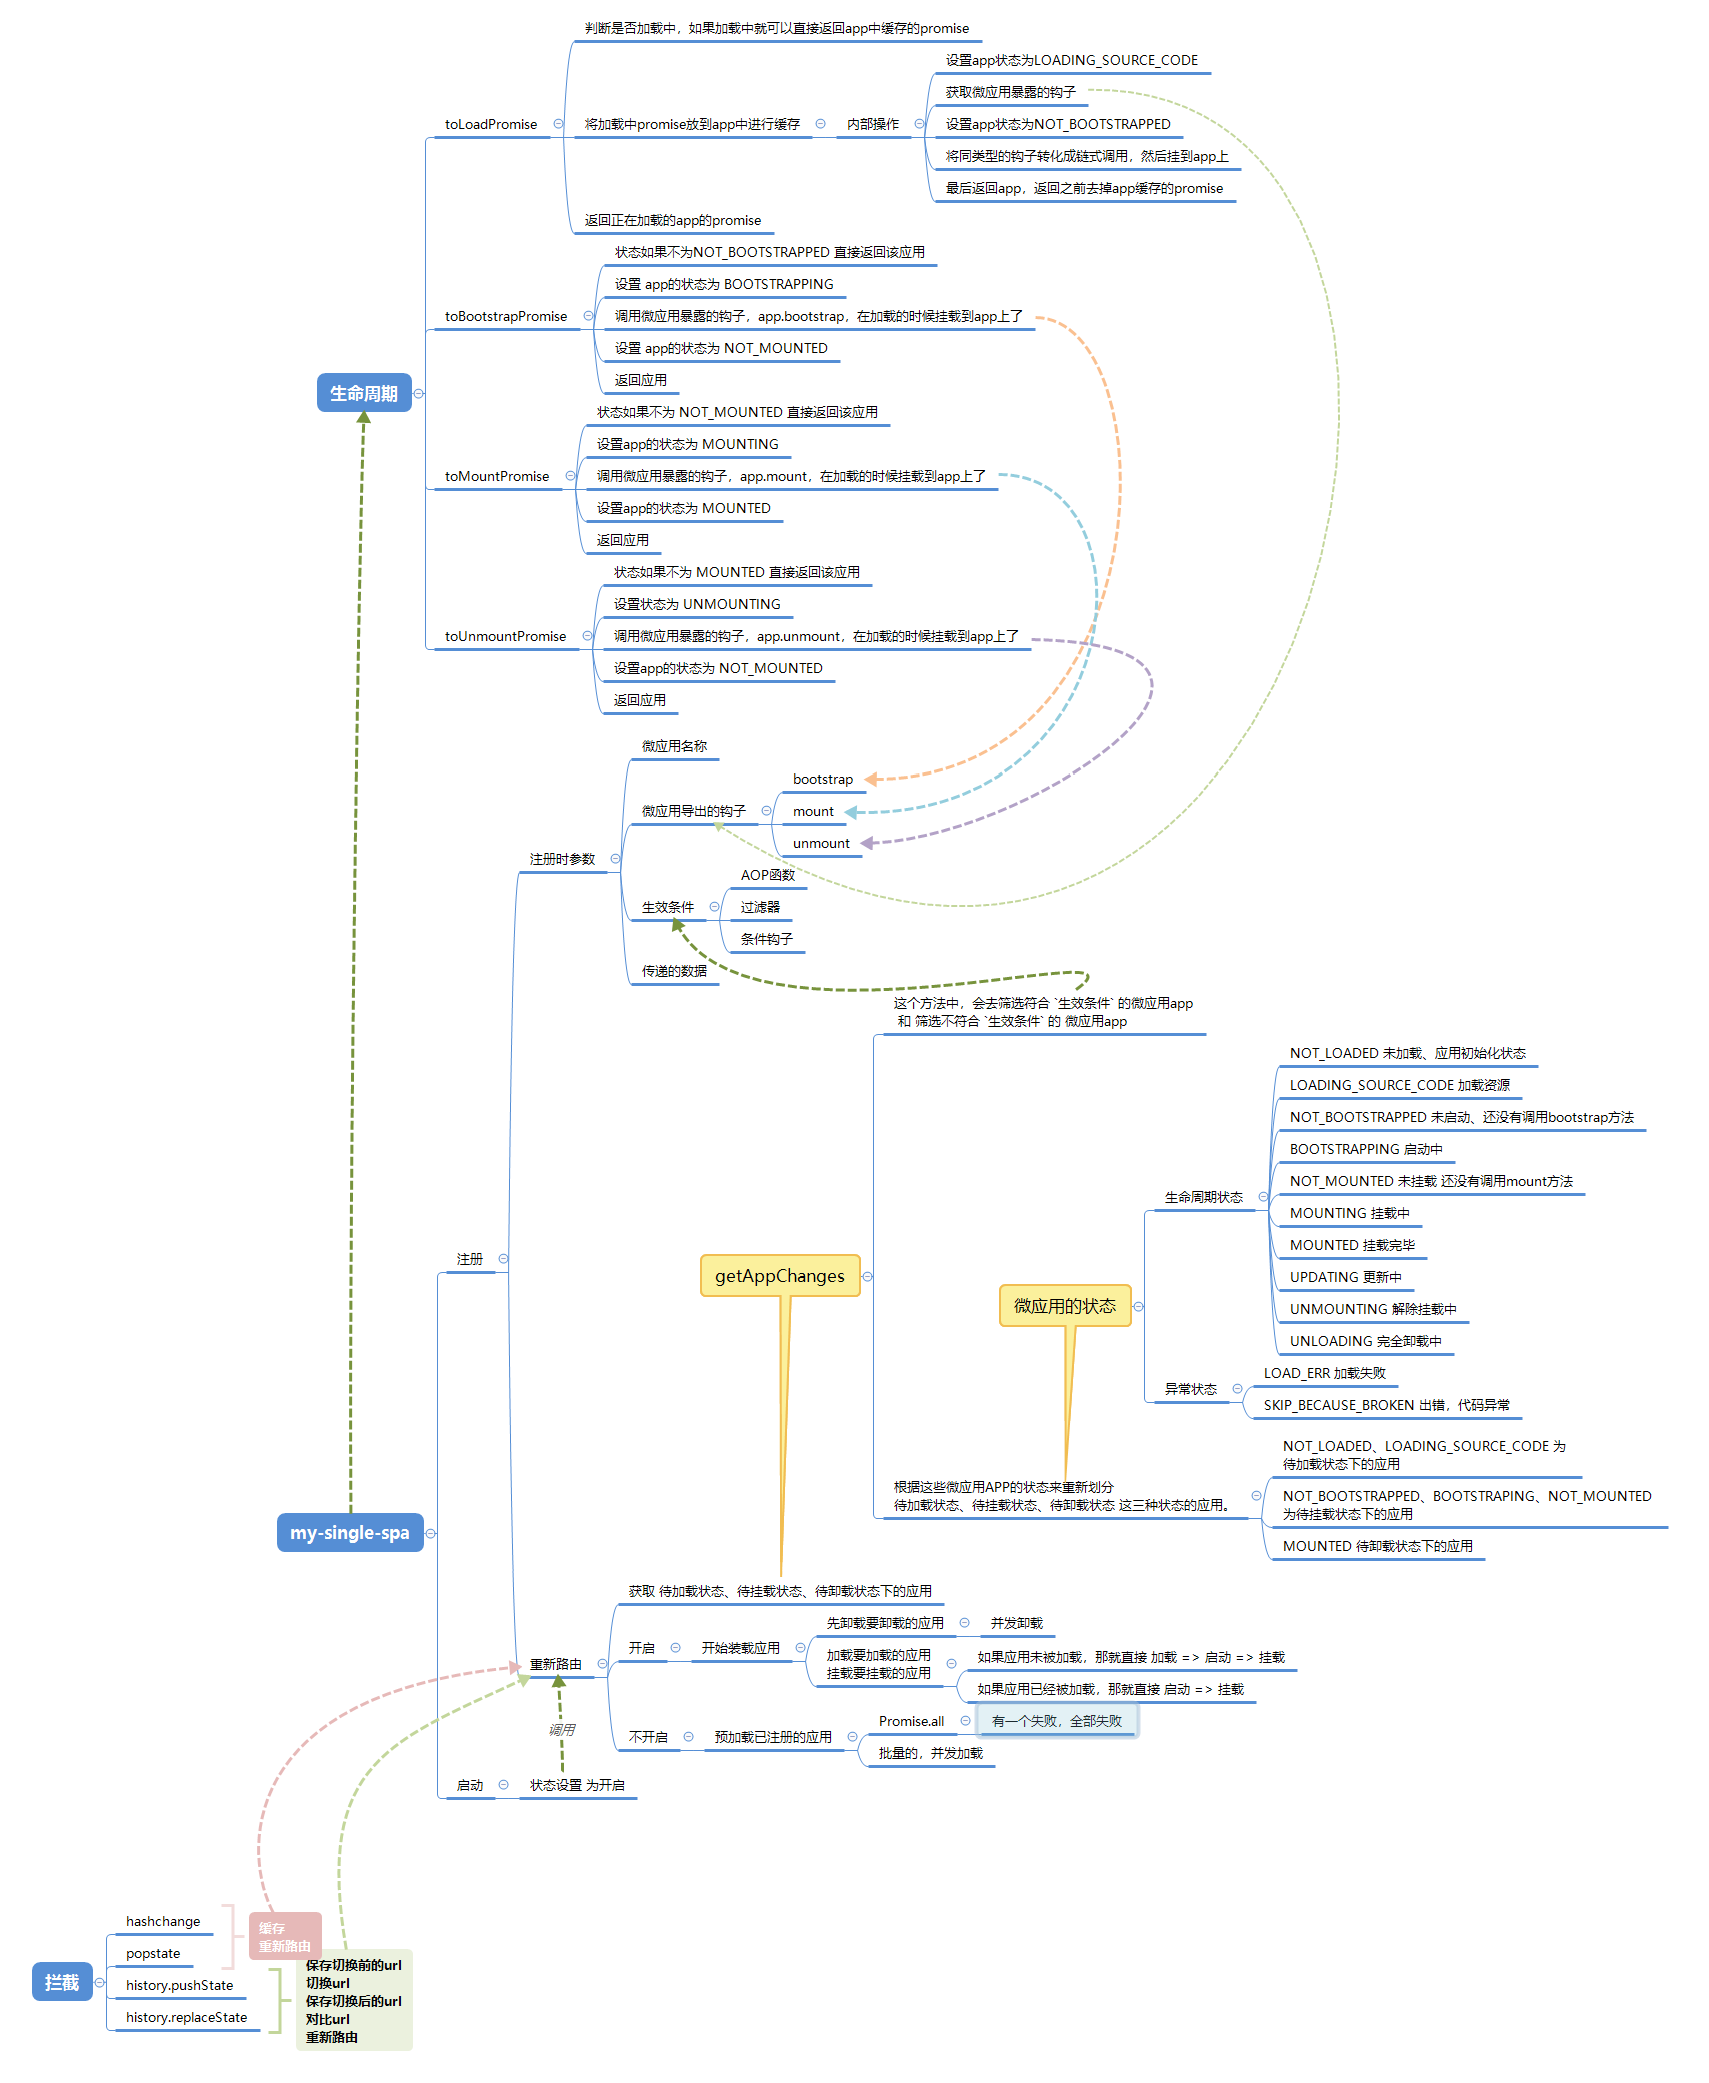 判断是否加载中，如果加载中就可以直接返回app中缓存的promise
设置app状态为LOADING_SOURCE_CODE
获取微应用暴露的钩子
toLoadPromise
将加载中promise放到app中进行缓存
内部操作
设置app状态为NOT_BOOTSTRAPPED
将同类型的钩子转化成链式调用，然后挂到app上
最后返回app，返回之前去掉app缓存的promise
返回正在加载的app的promise
状态如果不为NOT_BOOTSTRAPPED 直接返回该应用
设置 app的状态为 BOOTSTRAPPING
toBootstrapPromise
调用微应用暴露的钩子，app.bootstrap，在加载的时候挂载到app上了
设置 app的状态为 NOT_MOUNTED
返回应用
生命周期
状态如果不为 NOT_MOUNTED 直接返回该应用
设置app的状态为 MOUNTING
toMountPromise
调用微应用暴露的钩子，app.mount，在加载的时候挂载到app上了
设置app的状态为 MOUNTED
返回应用
状态如果不为 MOUNTED 直接返回该应用
设置状态为 UNMOUNTING
toUnmountPromise
调用微应用暴露的钩子，app.unmount，在加载的时候挂载到app上了
设置app的状态为 NOT_MOUNTED
返回应用
微应用名称
bootstrap
微应用导出的钩子
mount
unmount
注册时参数
AOP函数
生效条件
过滤器
条件钩子
传递的数据
这个方法中，会去筛选符合 `生效条件` 的微应用app
和 筛选不符合 `生效条件` 的 微应用app
NOT_LOADED 未加载、应用初始化状态
LOADING_SOURCE_CODE 加载资源
NOT_BOOTSTRAPPED 未启动、还没有调用bootstrap方法
BOOTSTRAPPING 启动中
NOT_MOUNTED 未挂载 还没有调用mount方法
生命周期状态
MOUNTING 挂载中
MOUNTED 挂载完毕
注册
getAppChanges
UPDATING 更新中
微应用的状态
UNMOUNTING 解除挂载中
UNLOADING 完全卸载中
LOAD_ERR 加载失败
异常状态
SKIP_BECAUSE_BROKEN 出错，代码异常
NOT_LOADED、LOADING_SOURCE_CODE 为
待加载状态下的应用
根据这些微应用APP的状态来重新划分
待加载状态、待挂载状态、待卸载状态 这三种状态的应用。
NOT_BOOTSTRAPPED、BOOTSTRAPING、NOT_MOUNTED
为待挂载状态下的应用
MOUNTED 待卸载状态下的应用
my-single-spa
获取 待加载状态、待挂载状态、待卸载状态下的应用
先卸载要卸载的应用
并发卸载
开启
开始装载应用
加载要加载的应用
挂载要挂载的应用
如果应用未被加载，那就直接 加载 => 启动 => 挂载
如果应用已经被加载，那就直接 启动 => 挂载
重新路由
Promise.all
有一个失败，全部失败
不开启
预加载已注册的应用
批量的，并发加载
调用
启动
状态设置 为开启
hashchange
popstate
缓存
重新路由
拦截
history.pushState
history.replaceState
保存切换前的url
切换url
保存切换后的url
对比url
重新路由